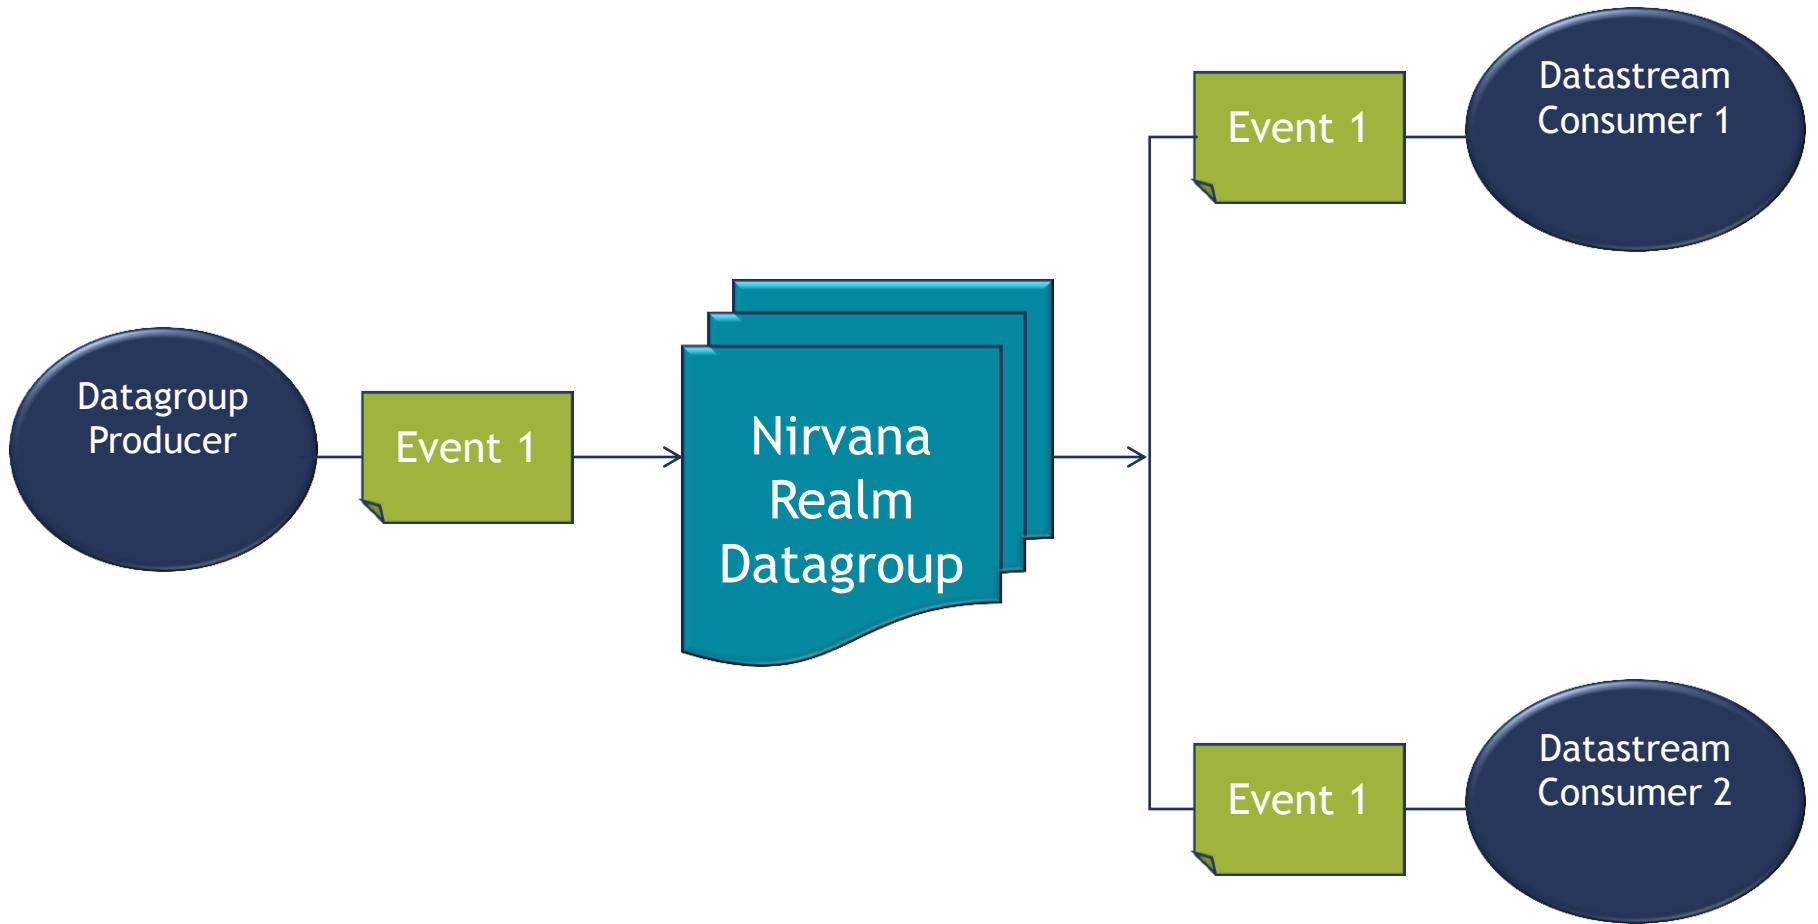 Datagroup
Producer
Event 1
Nirvana
Realm
Datagroup
Event 1
Datastream
Consumer 1
Event 1
Datastream
Consumer 2